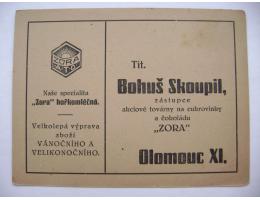 ZORA
Naše specialita
„Zora" hořkomléčná.
Velkolepá výprava
zboží
VÁNOČNÍHO A
VELIKONOČNÍHO.
Tit.
Bohuš Skoupil,
zástupce
akciové továrny na cukrovinky
a čokoládu
„ZORA"
Olomouc XI.